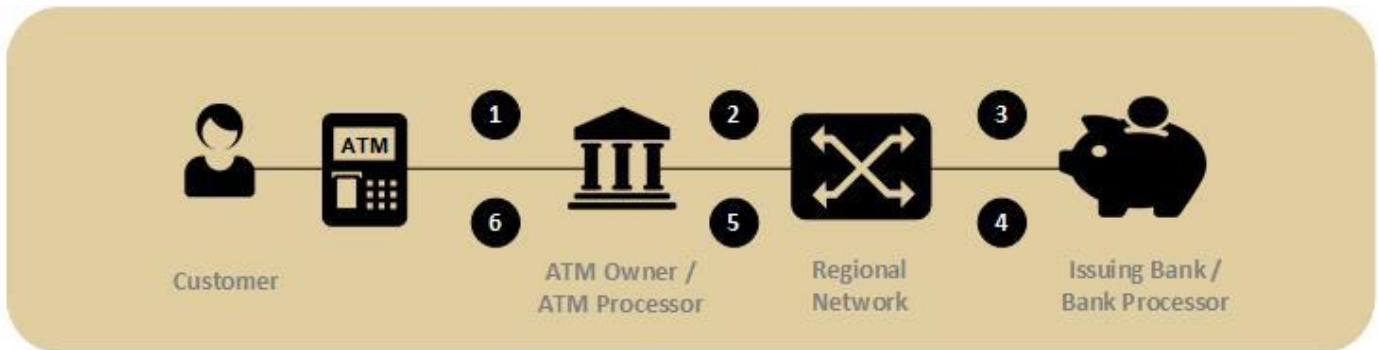 ATM
1
2
3
6
5
4
Customer
ATM Owner /
ATM Processor
Regional
Network
Issuing Bank /
Bank Processor